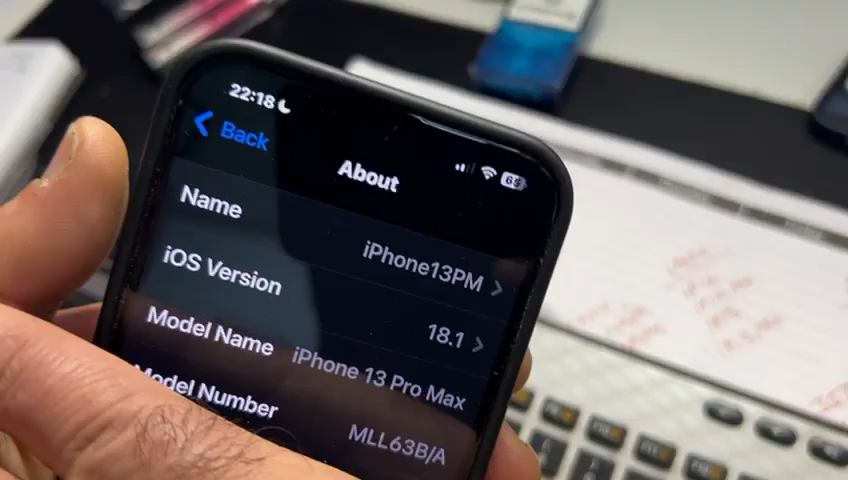 22:18
65
Back
About
Name
iPhone13PM
iOS Version
18.1
Model Name
iPhone 13 Pro Max
Model Number
MLL63B/A